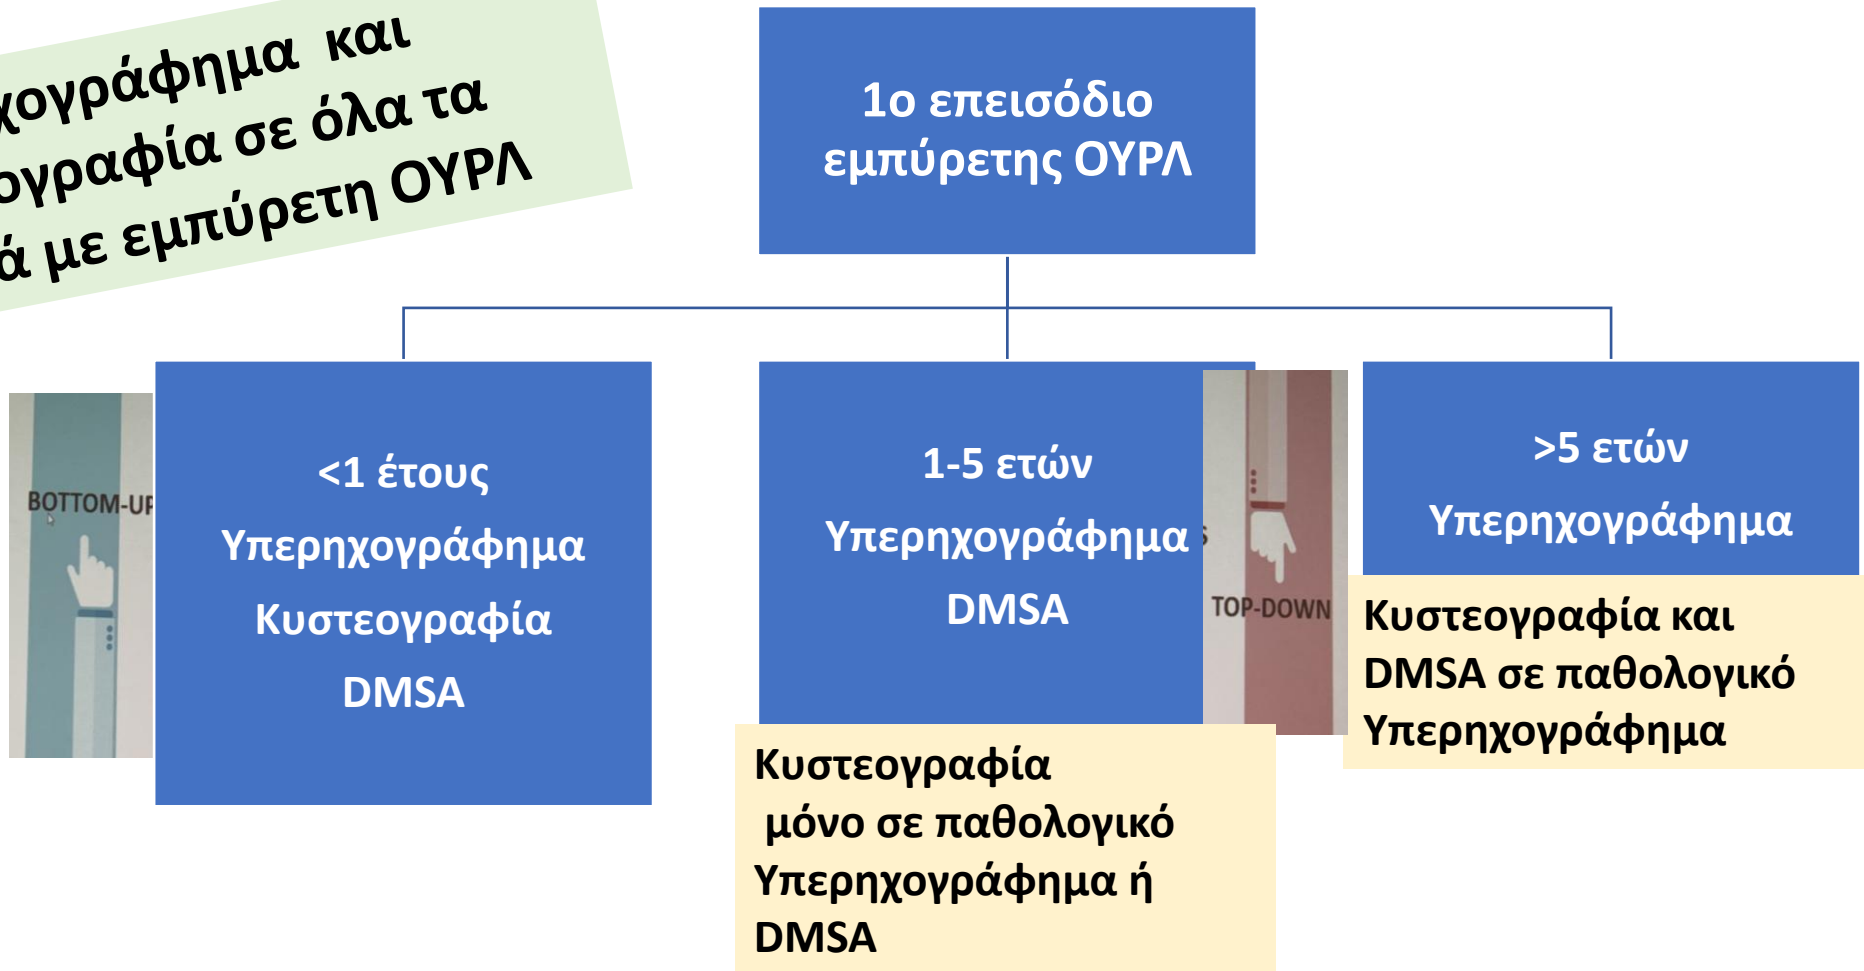 και
σε όλα τα
με εμπύρετη ΟΥΡΛ
1ο επεισόδιο
εμπύρετης ΟΥΡΛ
BOTTOM-UP
<1 έτους
Υπερηχογράφημα
Κυστεογραφία
DMSA
1-5 ετών
Υπερηχογράφημα
DMSA
Κυστεογραφία
μόνο σε παθολογικό
Υπερηχογράφημα ή
DMSA
TOP-DOWN
>5 ετών
Υπερηχογράφημα
Κυστεογραφία και
DMSA σε παθολογικό
Υπερηχογράφημα